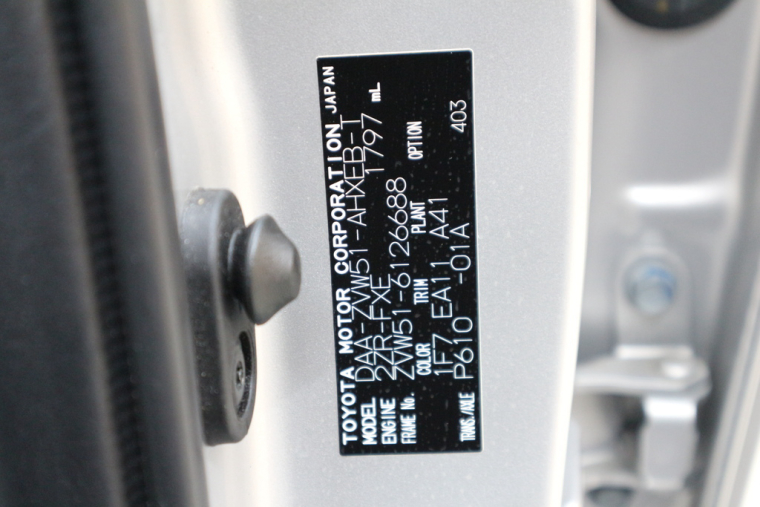 TOYOTA MOTOR CORPORATION JAPAN
MODEL DAA-ZVW51-AHXEB-T
ENGINE 2ZR-FXE 1797 mL
FRAME No. ZVW51-6126688
COLOR TRIM PLANT OPTION
1F7 EA11 A41
TRANS./AXLE P610 -01A 403